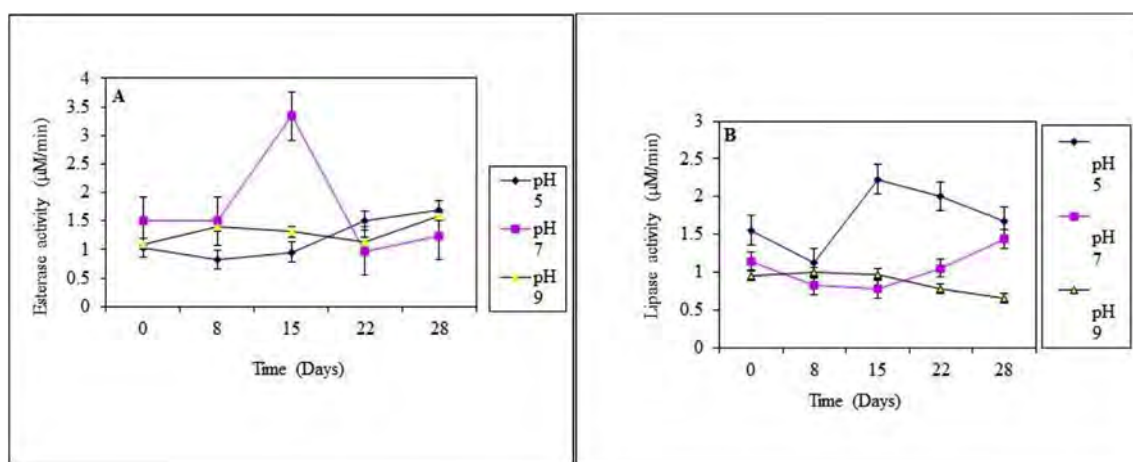 A
4
3.5
3
2.5
2
1.5
1
0.5
0
Esterase activity (μM/min)
0 8 15 22 28
Time (Days)
pH
5
pH
7
pH
9
B
3
2.5
2
1.5
1
0.5
0
Lipase activity (μM/min)
0 8 15 22 28
Time (Days)
pH
5
pH
7
pH
9